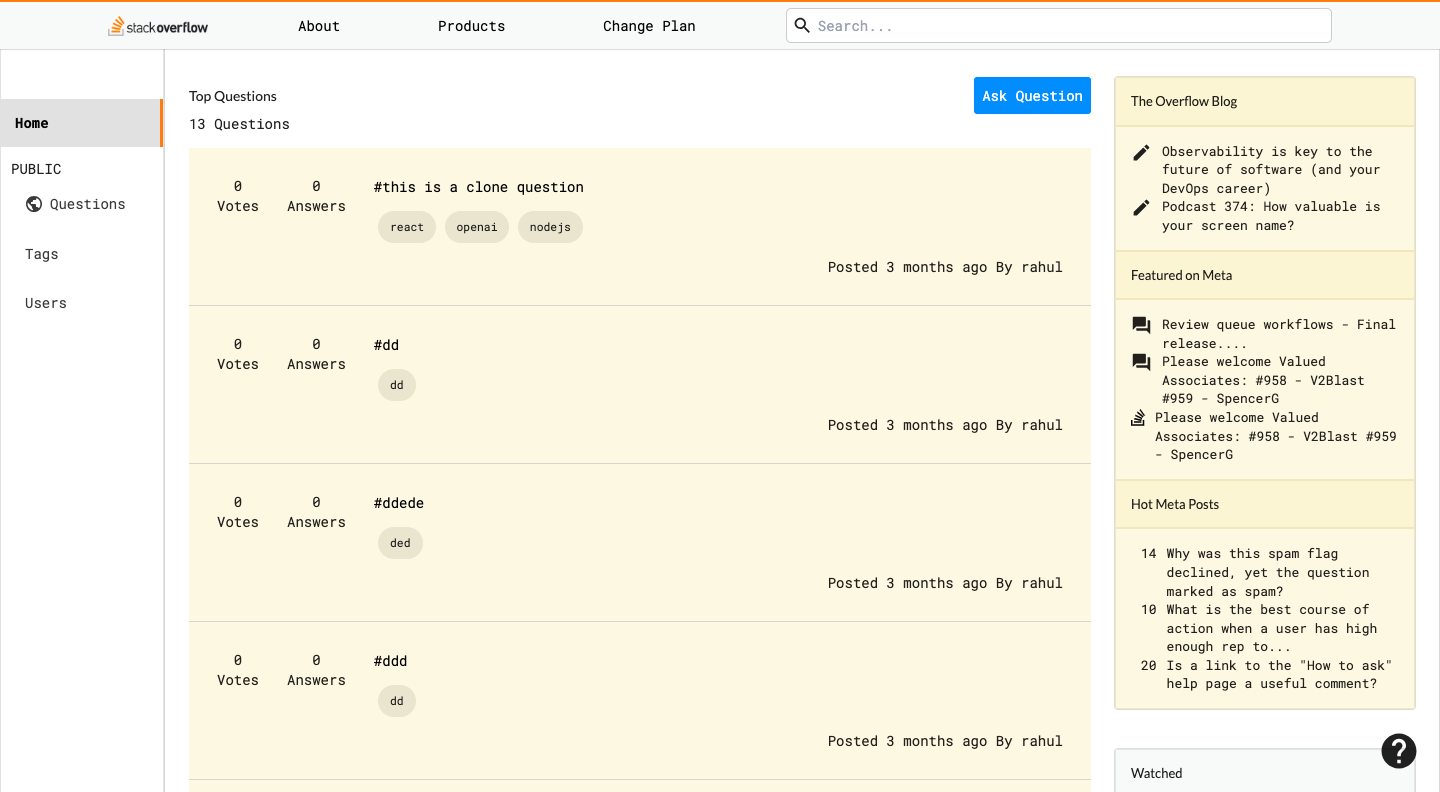 stackoverflow
About
Products
Change Plan
Search...
Home
PUBLIC
Questions
Tags
Users
Top Questions
Ask Question
13 Questions
0 Votes
0 Answers
#this is a clone question
react openai nodejs
Posted 3 months ago By rahul
0 Votes
0 Answers
#dd
dd
Posted 3 months ago By rahul
0 Votes
0 Answers
#ddede
ded
Posted 3 months ago By rahul
0 Votes
0 Answers
#ddd
dd
Posted 3 months ago By rahul
The Overflow Blog
Observability is key to the
future of software (and your
DevOps career)
Podcast 374: How valuable is
your screen name?
Featured on Meta
Review queue workflows - Final
release....
Please welcome Valued
Associates: #958 - V2Blast
#959 - SpencerG
Please welcome Valued
Associates: #958 - V2Blast #959
- SpencerG
Hot Meta Posts
14 Why was this spam flag
declined, yet the question
marked as spam?
10 What is the best course of
action when a user has high
enough rep to...
20 Is a link to the "How to ask"
help page a useful comment?
Watched
?